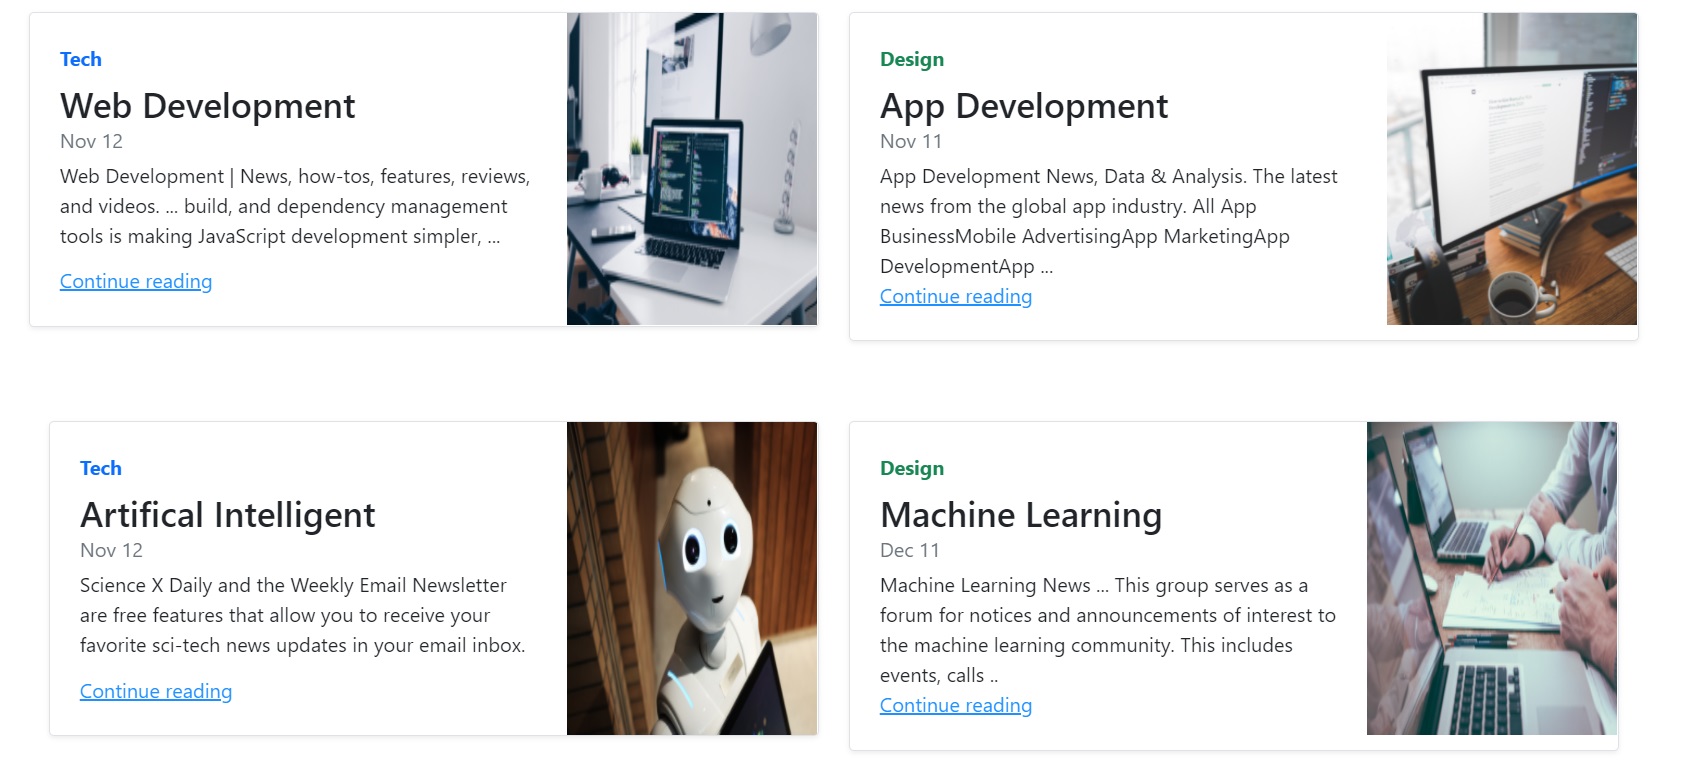 Tech
Web Development
Nov 12
Web Development | News, how-tos, features, reviews,
and videos. ... build, and dependency management
tools is making JavaScript development simpler, ...
Continue reading
Design
App Development
Nov 11
App Development News, Data & Analysis. The latest
news from the global app industry. All App
BusinessMobile AdvertisingApp MarketingApp
DevelopmentApp ...
Continue reading
Tech
Artifical Intelligent
Nov 12
Science X Daily and the Weekly Email Newsletter
are free features that allow you to receive your
favorite sci-tech news updates in your email inbox.
Continue reading
Design
Machine Learning
Dec 11
Machine Learning News ... This group serves as a
forum for notices and announcements of interest to
the machine learning community. This includes
events, calls ..
Continue reading